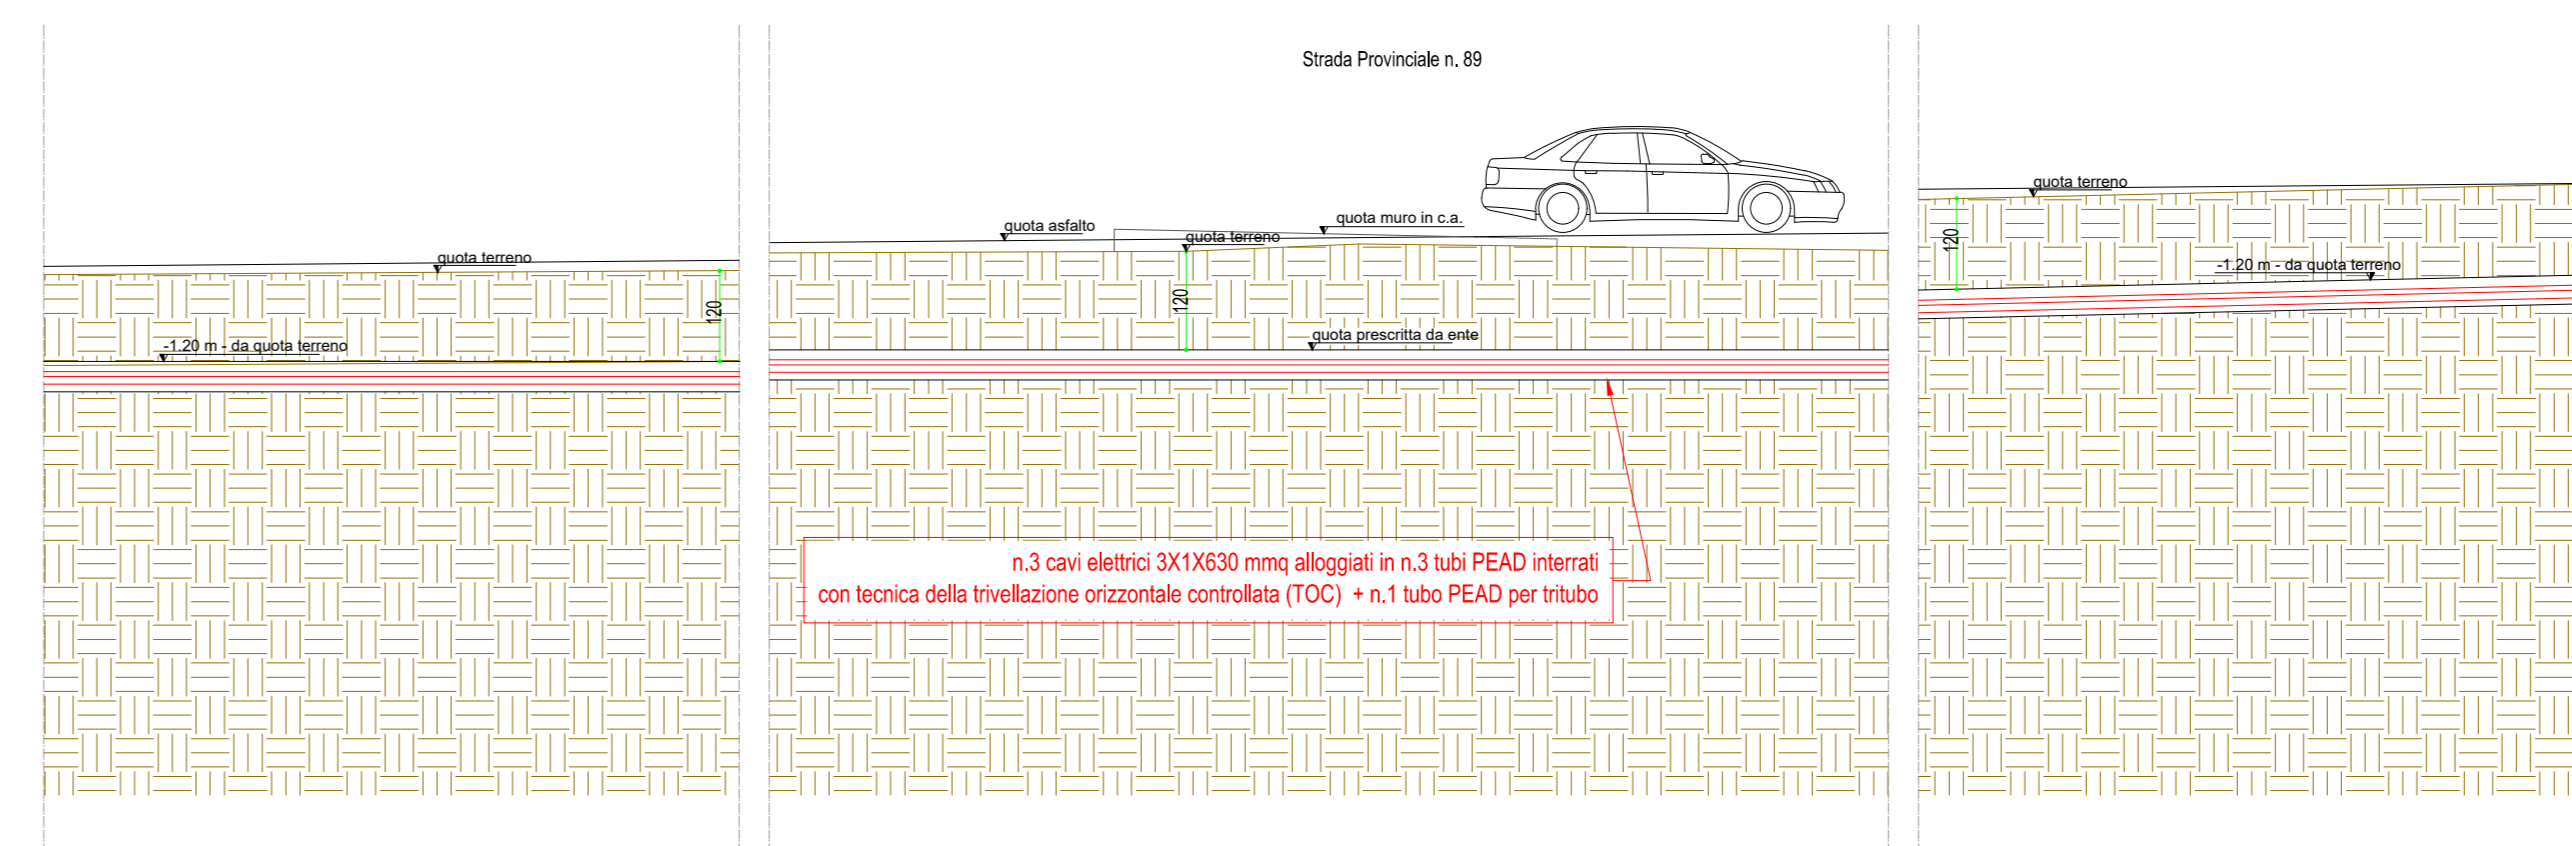 Strada Provinciale n. 89
quota terreno
120
-1.20 m - da quota terreno
quota asfalto
quota muro in c.a.
quota terreno
120
quota prescritta da ente
n.3 cavi elettrici 3X1X630 mmq alloggiati in n.3 tubi PEAD interrati
con tecnica della trivellazione orizzontale controllata (TOC) + n.1 tubo PEAD per tritubo
quota terreno
120
-1.20 m - da quota terreno